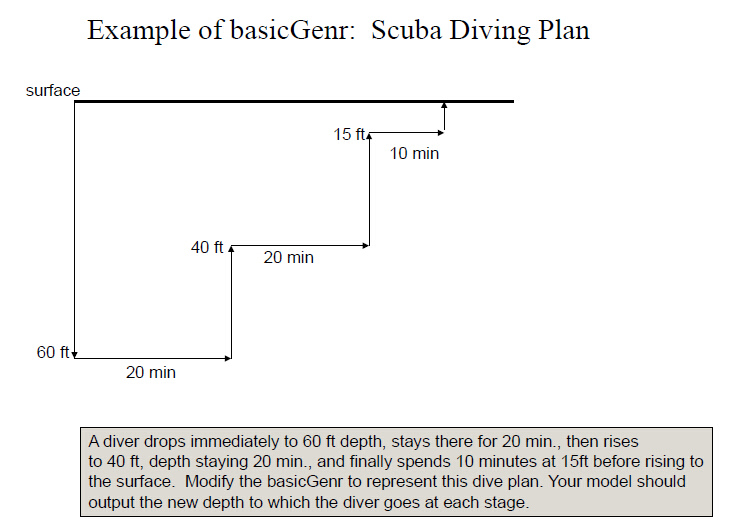 Example of basicGenr: Scuba Diving Plan
surface
15 ft
10 min
40 ft
20 min
60 ft
20 min
A diver drops immediately to 60 ft depth, stays there for 20 min., then rises
to 40 ft, depth staying 20 min., and finally spends 10 minutes at 15ft before rising to
the surface. Modify the basicGenr to represent this dive plan. Your model should
output the new depth to which the diver goes at each stage.